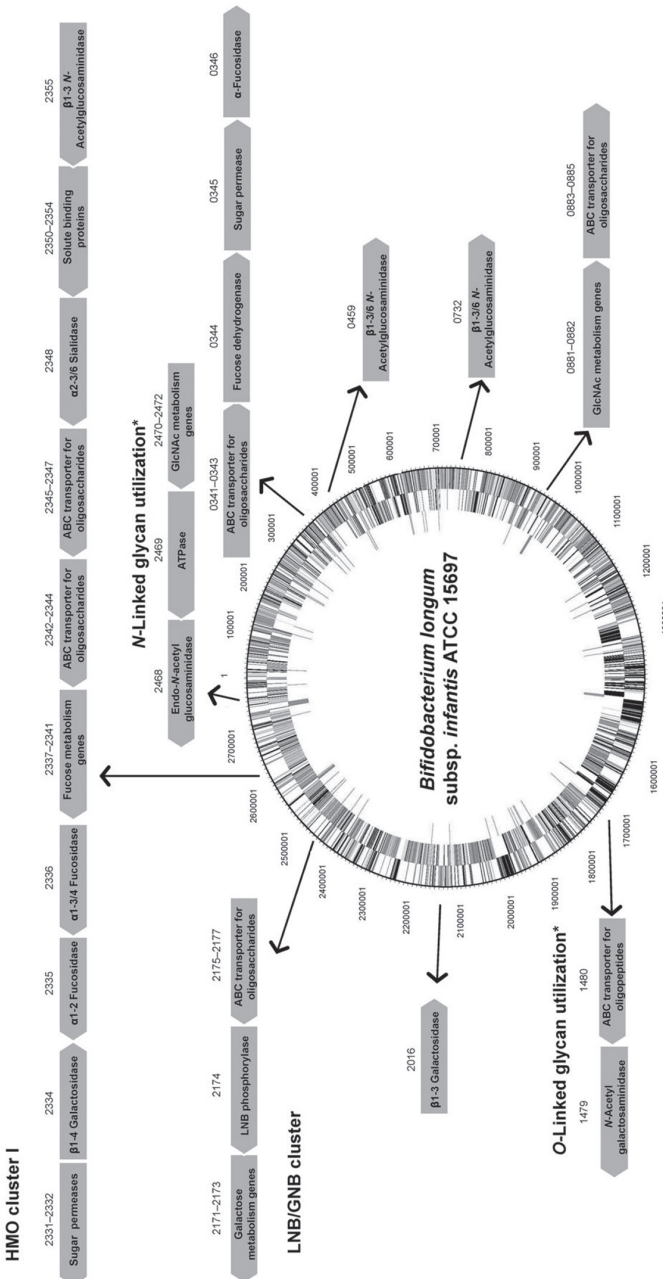 HMO cluster I
2331–2332
2334
2335
2336
2337–2341
2342–2344
2345–2347
2348
2350–2354
2355
Sugar permeases
β1-4 Galactosidase
α1-2 Fucosidase
α1-3/4 Fucosidase
Fucose metabolism
genes
ABC transporter for
oligosaccharides
ABC transporter for
oligosaccharides
α2-3/6 Sialidase
Solute binding
proteins
β1-3 N-
Acetylglucosaminidase
N-Linked glycan utilization*
2468
2469
2470–2472
Endo-N-acetyl
glucosaminidase
ATPase
GlcNAc metabolism
genes
0341–0343
0344
0345
0346
ABC transporter for
oligosaccharides
Fucose dehydrogenase
Sugar permease
α-Fucosidase
2171–2173
2174
2175–2177
Galactose
metabolism genes
LNB phosphorylase
ABC transporter for
oligosaccharides
LNB/GNB cluster
0459
β1-3/6 N-
Acetylglucosaminidase
0732
β1-3/6 N-
Acetylglucosaminidase
0881–0882
0883–0885
GlcNAc metabolism genes
ABC transporter for
oligosaccharides
2016
β1-3 Galactosidase
O-Linked glycan utilization*
1479
1480
N-Acetyl
galactosaminidase
ABC transporter for
oligopeptides
Bifidobacterium longum
subsp. infantis ATCC 15697
1
100001
200001
300001
400001
500001
600001
700001
800001
900001
1000001
1100001
1200001
1600001
1700001
1800001
1900001
2000001
2100001
2200001
2300001
2400001
2500001
2600001
2700001